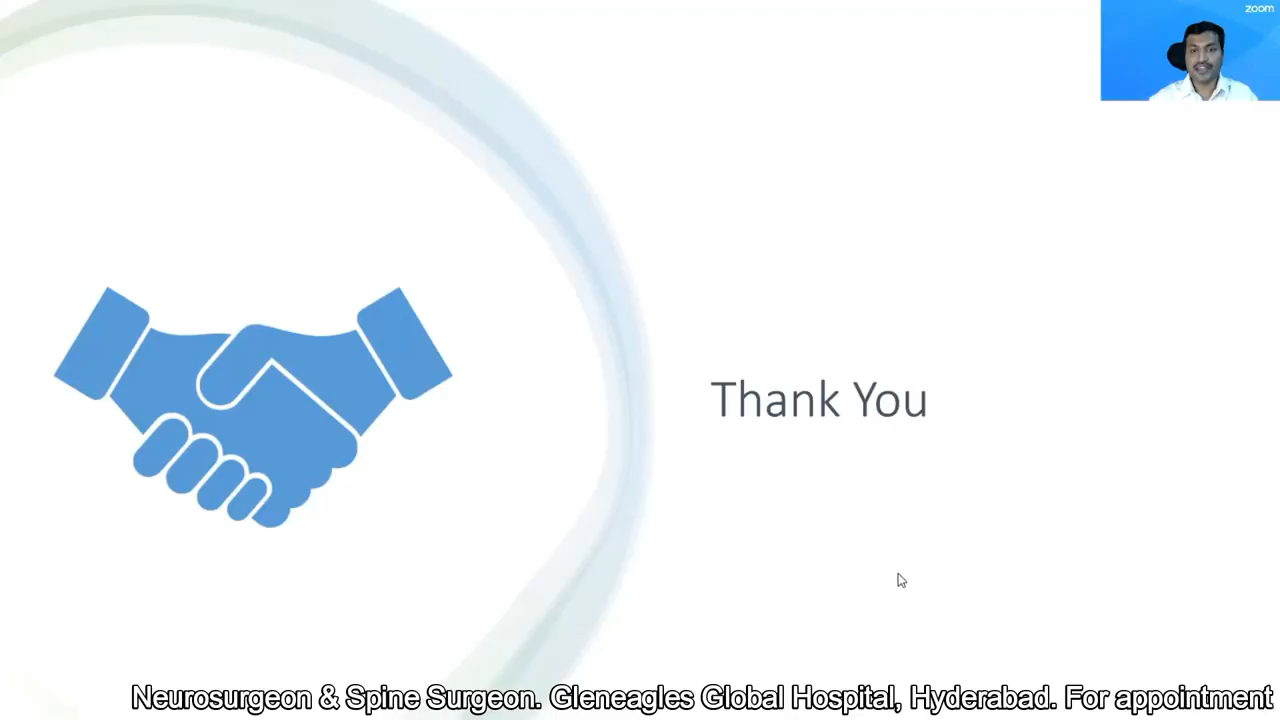 zoom
Thank You
Neurosurgeon & Spine Surgeon. Gleneagles Global Hospital, Hyderabad. For appointment